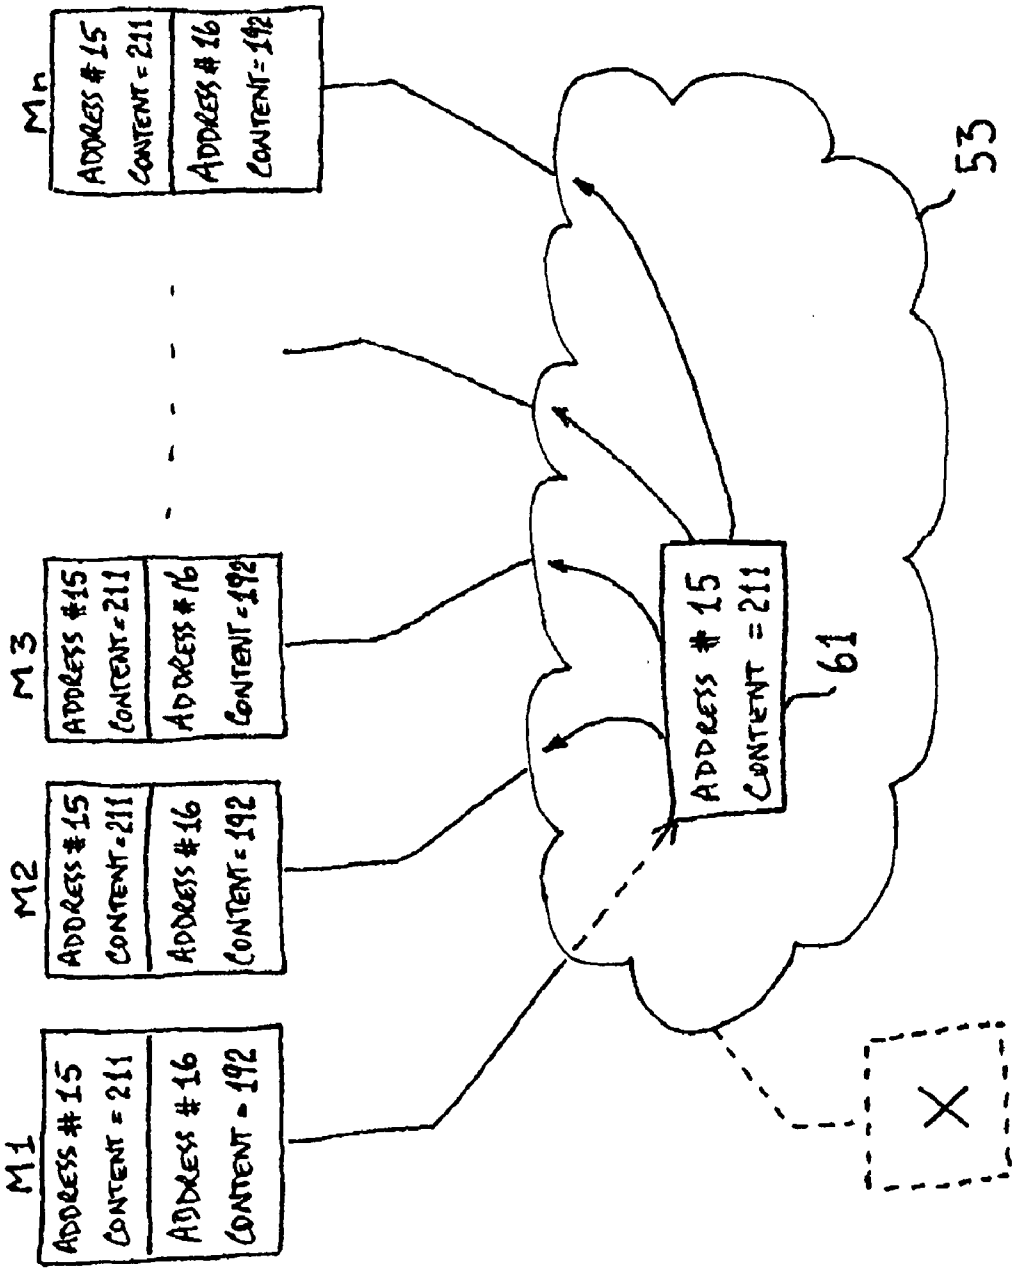 M1
ADDRESS # 15
CONTENT = 211
ADDRESS # 16
CONTENT = 192
M2
ADDRESS # 15
CONTENT = 211
ADDRESS # 16
CONTENT = 192
M3
ADDRESS #15
CONTENT = 211
ADDRESS # 16
CONTENT = 192
Mn
ADDRESS # 15
CONTENT = 211
ADDRESS # 16
CONTENT = 192
ADDRESS # 15
CONTENT = 211
61
53
X